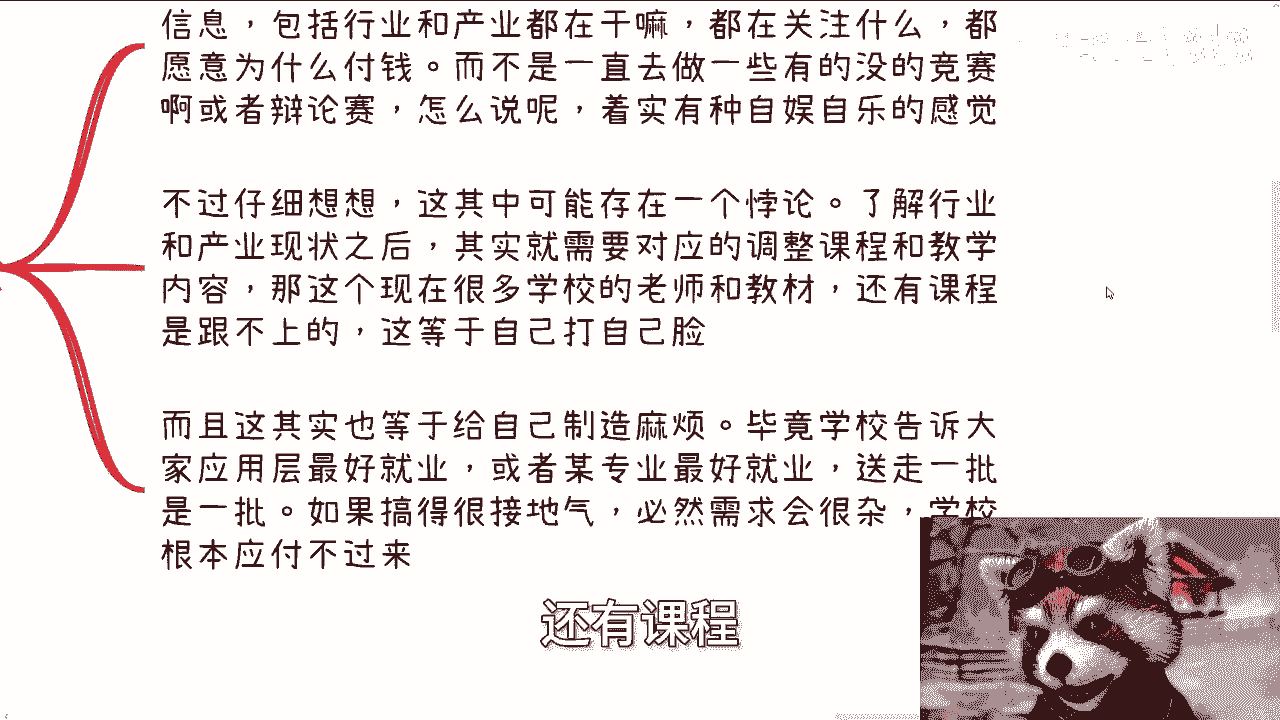 信息，包括行业和产业都在干嘛，都在关注什么，都
愿意为什么付钱。而不是一直去做一些有的没的竞赛
啊或者辩论赛，怎么说呢，着实有种自娱自乐的感觉
不过仔细想想，这其中可能存在一个悖论。了解行业
和产业现状之后，其实就需要对应的调整课程和教学
内容，那这个现在很多学校的老师和教材，还有课程
是跟不上的，这等于自己打自己脸
而且这其实也等于给自己制造麻烦。毕竟学校告诉大
家应用层最好就业，或者某专业最好就业，送走一批
是一批。如果搞得很接地气，必然需求会很杂，学校
根本应付不过来
还有课程